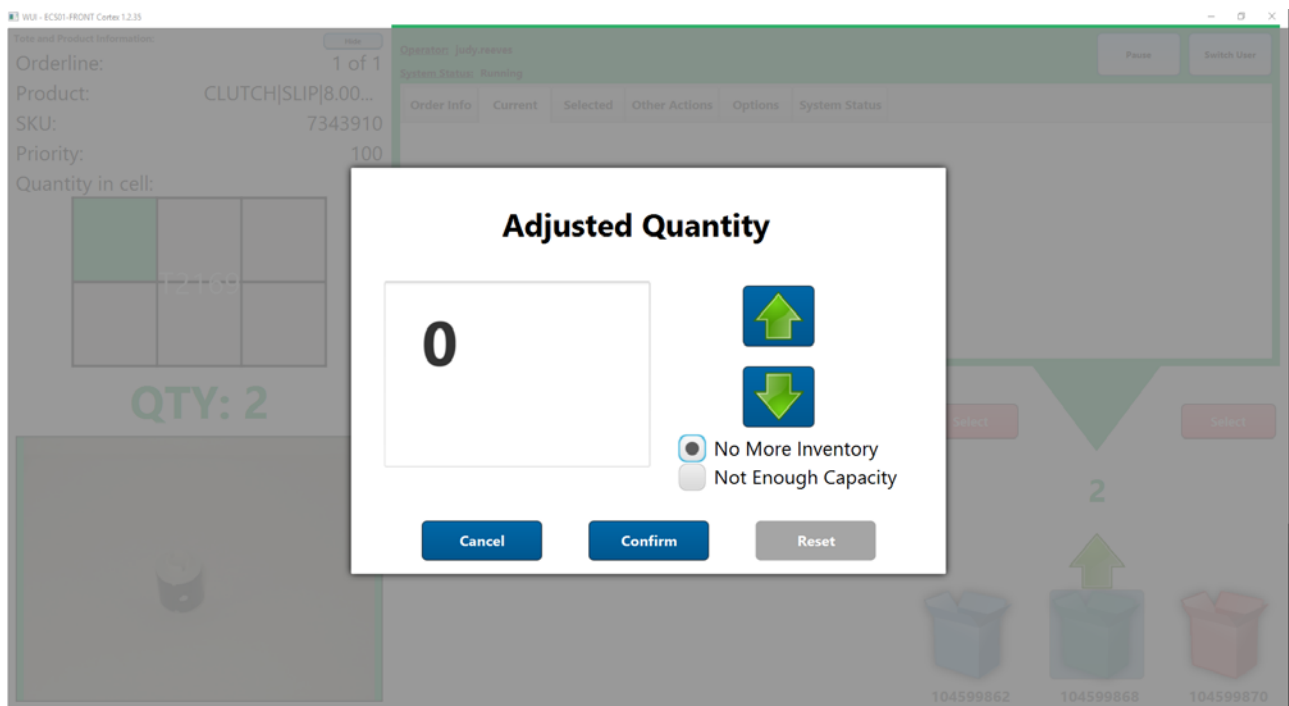 WUI - ECS01-FRONT Cortex 1.2.35
Tote and Product Information:
Hide
Orderline: 1 of 1
Product: CLUTCH|SLIP|8.00...
SKU: 7343910
Priority: 100
Quantity in cell:
T2169
QTY: 2
Operator: judy.reaves
System Status: Running
Pause
Switch User
Order Info Current Selected Other Actions Options System Status
Adjusted Quantity
0
No More Inventory
Not Enough Capacity
Cancel Confirm Reset
Select
Select
2
104599862 104599868 104599870